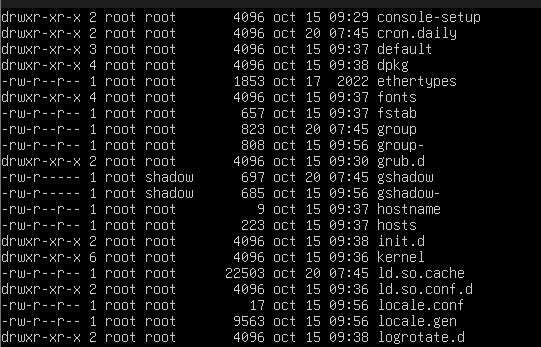 drwxr-xr-x 2 root root     4096 oct 15 09:29 console-setup
drwxr-xr-x 2 root root     4096 oct 20 07:45 cron.daily
drwxr-xr-x 3 root root     4096 oct 15 09:37 default
drwxr-xr-x 4 root root     4096 oct 15 09:38 dpkg
-rw-r--r-- 1 root root     1853 oct 17  2022 ethertypes
drwxr-xr-x 4 root root     4096 oct 15 09:37 fonts
-rw-r--r-- 1 root root      657 oct 15 09:37 fstab
-rw-r--r-- 1 root root      823 oct 20 07:45 group
-rw-r--r-- 1 root root      808 oct 15 09:56 group-
drwxr-xr-x 2 root root     4096 oct 15 09:30 grub.d
-rw-r----- 1 root shadow    697 oct 20 07:45 gshadow
-rw-r----- 1 root shadow    685 oct 15 09:56 gshadow-
-rw-r--r-- 1 root root        9 oct 15 09:37 hostname
-rw-r--r-- 1 root root      223 oct 15 09:37 hosts
drwxr-xr-x 2 root root     4096 oct 15 09:38 init.d
drwxr-xr-x 6 root root     4096 oct 15 09:36 kernel
-rw-r--r-- 1 root root    22503 oct 20 07:45 ld.so.cache
drwxr-xr-x 2 root root     4096 oct 15 09:36 ld.so.conf.d
-rw-r--r-- 1 root root       17 oct 15 09:56 locale.conf
-rw-r--r-- 1 root root     9563 oct 15 09:56 locale.gen
drwxr-xr-x 2 root root     4096 oct 15 09:38 logrotate.d